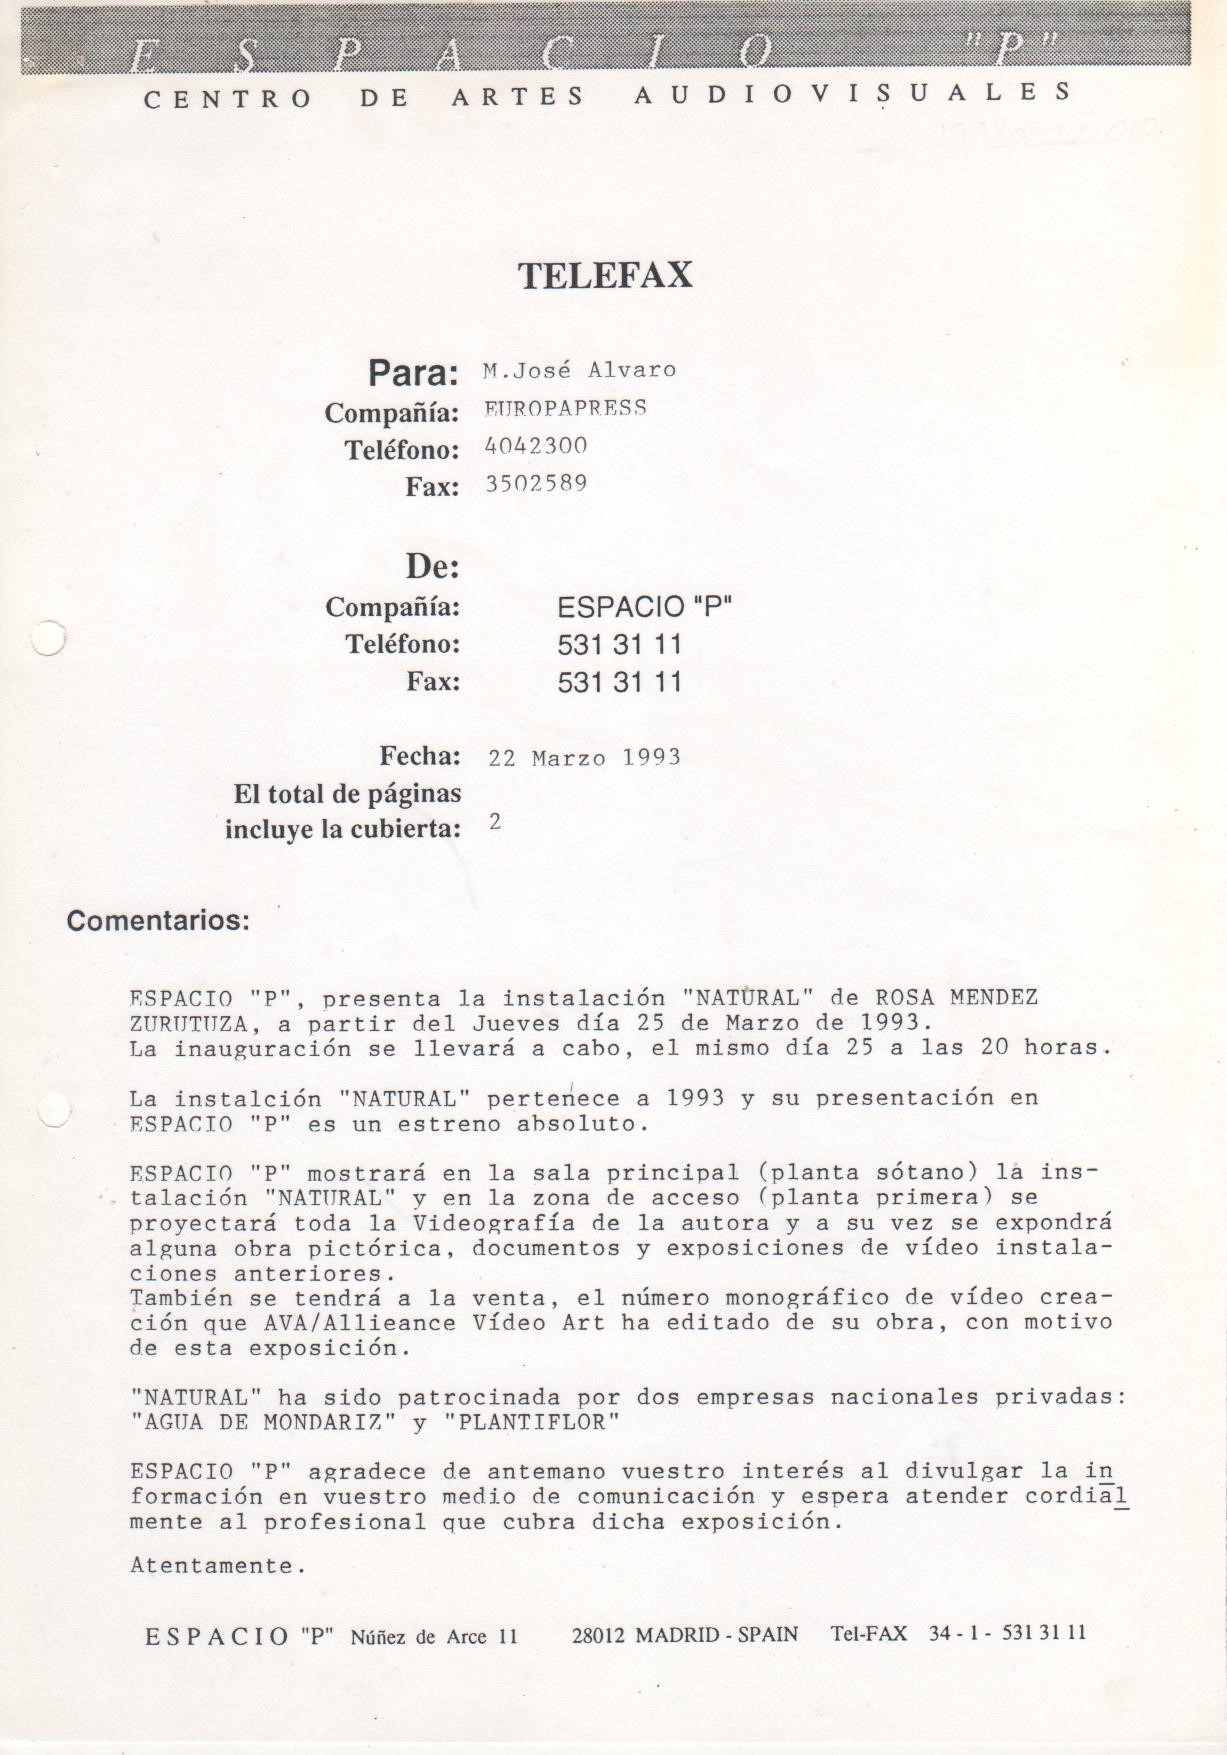 ESPACIO "P"
CENTRO DE ARTES AUDIOVISUALES
TELEFAX
Para: M.José Alvaro
Compañía: EUROPAPRESS
Teléfono: 4042300
Fax: 3502589
De:
Compañía: ESPACIO "P"
Teléfono: 531 31 11
Fax: 531 31 11
Fecha: 22 Marzo 1993
El total de páginas
incluye la cubierta: 2
Comentarios:
ESPACIO "P", presenta la instalación "NATURAL" de ROSA MENDEZ
ZURUTUZA, a partir del Jueves día 25 de Marzo de 1993.
La inauguración se llevará a cabo, el mismo día 25 a las 20 horas.
La instalción "NATURAL" pertenece a 1993 y su presentación en
ESPACIO "P" es un estreno absoluto.
ESPACIO "P" mostrará en la sala principal (planta sótano) la ins-
talación "NATURAL" y en la zona de acceso (planta primera) se
proyectará toda la Videografía de la autora y a su vez se expondrá
alguna obra pictórica, documentos y exposiciones de vídeo instala-
ciones anteriores.
También se tendrá a la venta, el número monográfico de vídeo crea-
ción que AVA/Allieance Vídeo Art ha editado de su obra, con motivo
de esta exposición.
"NATURAL" ha sido patrocinada por dos empresas nacionales privadas:
"AGUA DE MONDARIZ" y "PLANTIFLOR"
ESPACIO "P" agradece de antemano vuestro interés al divulgar la in
formación en vuestro medio de comunicación y espera atender cordial
mente al profesional que cubra dicha exposición.
Atentamente.
ESPACIO "P" Núñez de Arce 11 28012 MADRID - SPAIN Tel-FAX 34 - 1 - 531 31 11